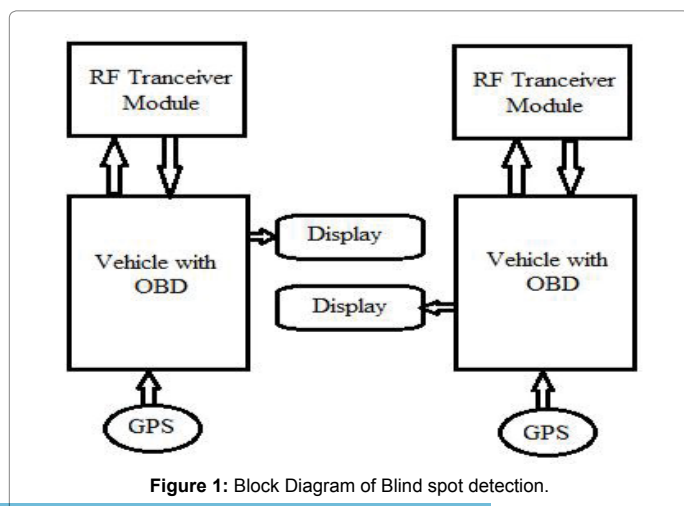 RF Tranceiver
Module
RF Tranceiver
Module
Vehicle with
OBD
Display
Display
Vehicle with
OBD
GPS
GPS
Figure 1: Block Diagram of Blind spot detection.